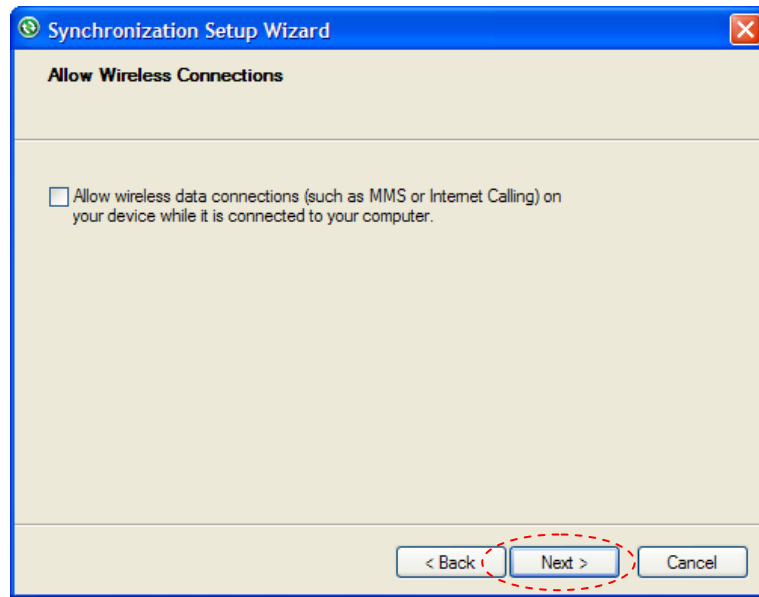 Synchronization Setup Wizard
Allow Wireless Connections
Allow wireless data connections (such as MMS or Internet Calling) on
your device while it is connected to your computer.
< Back Next > Cancel